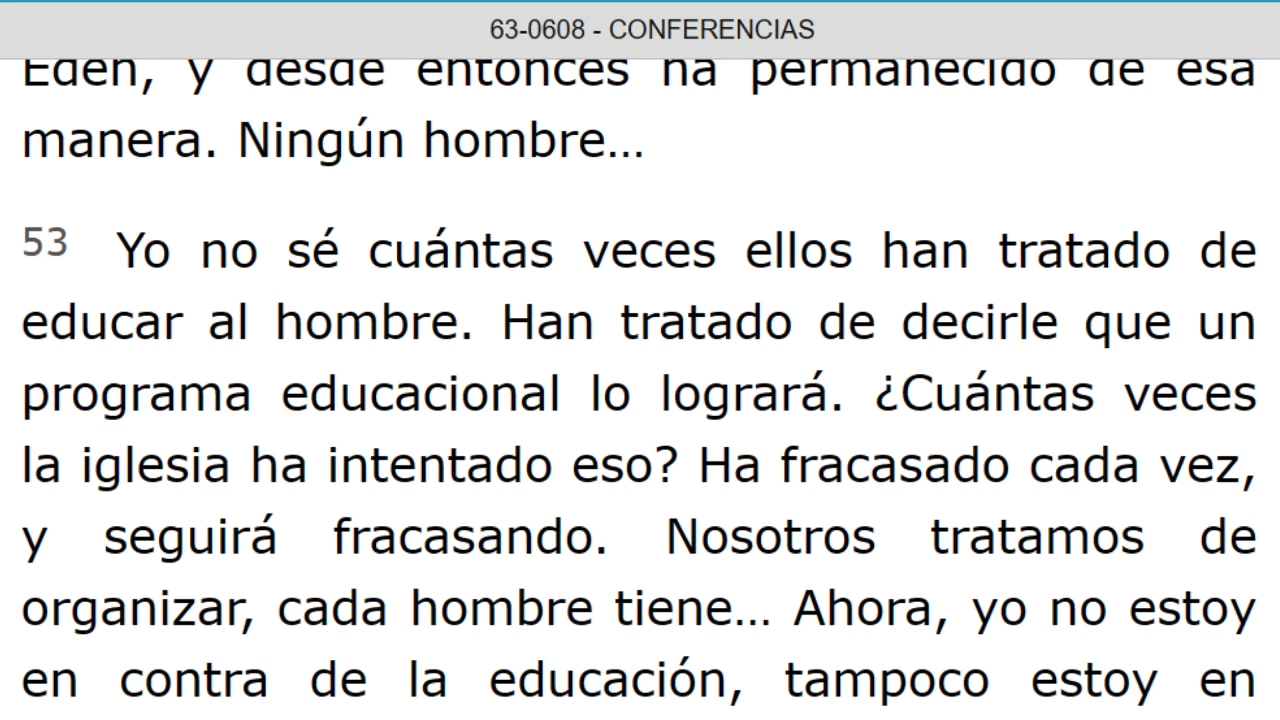 63-0608 - CONFERENCIAS
Edén, y desde entonces ha permanecido de esa
manera. Ningún hombre…
53 Yo no sé cuántas veces ellos han tratado de
educar al hombre. Han tratado de decirle que un
programa educacional lo logrará. ¿Cuántas veces
la iglesia ha intentado eso? Ha fracasado cada vez,
y seguirá fracasando. Nosotros tratamos de
organizar, cada hombre tiene… Ahora, yo no estoy
en contra de la educación, tampoco estoy en